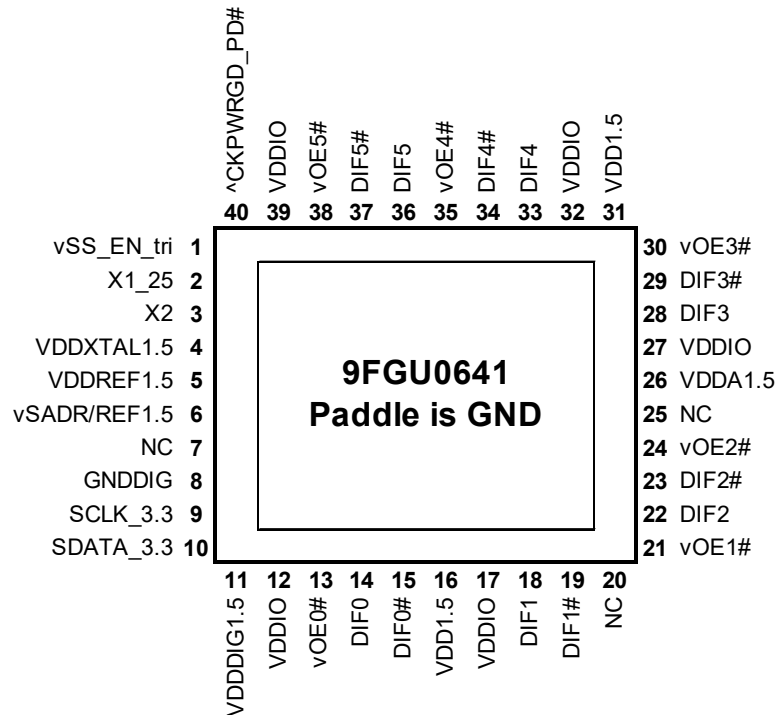 ^CKPWRGD_PD#
VDDIO
vOE5#
DIF5#
DIF5
vOE4#
DIF4#
DIF4
VDDIO
VDD1.5
40 39 38 37 36 35 34 33 32 31
vSS_EN_tri 1
X1_25 2
X2 3
VDDXTAL1.5 4
VDDREF1.5 5
vSADR/REF1.5 6
NC 7
GNDDIG 8
SCLK_3.3 9
SDATA_3.3 10
9FGU0641
Paddle is GND
30 vOE3#
29 DIF3#
28 DIF3
27 VDDIO
26 VDDA1.5
25 NC
24 vOE2#
23 DIF2#
22 DIF2
21 vOE1#
11 12 13 14 15 16 17 18 19 20
VDDDIG1.5
VDDIO
vOE0#
DIF0
DIF0#
VDD1.5
VDDIO
DIF1
DIF1#
NC